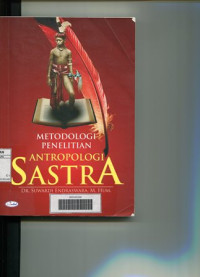 METODOLOGI
PENELITIAN
ANTROPOLOGI
SASTRA
DR. SUWARDI ENDRASWARA, M. HUM.